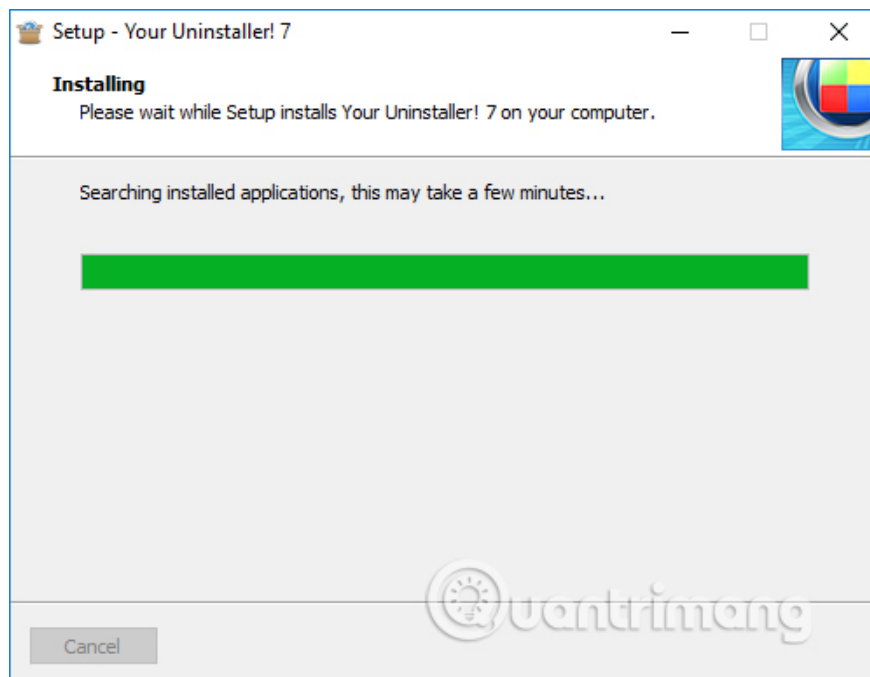 Setup - Your Uninstaller! 7
Installing
Please wait while Setup installs Your Uninstaller! 7 on your computer.
Searching installed applications, this may take a few minutes...
Quantrimang
Cancel